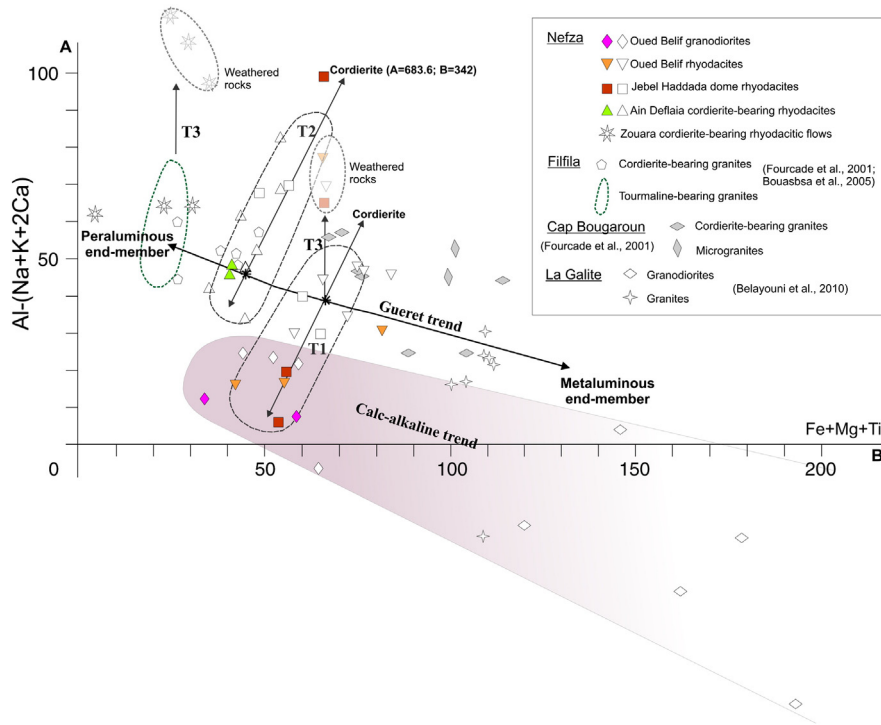 A
Al-(Na+K+2Ca)
100
50
0
50
100
150
200
Fe+Mg+Ti
B
Weathered
rocks
T3
Cordierite (A=683.6; B=342)
T2
Weathered
rocks
Cordierite
T3
Peraluminous
end-member
Gueret trend
T1
Metaluminous
end-member
Calc-alkaline trend
Nefza
Oued Belif granodiorites
Oued Belif rhyodacites
Jebel Haddada dome rhyodacites
Ain Deflaia cordierite-bearing rhyodacites
Zouara cordierite-bearing rhyodacitic flows
Filfila
Cordierite-bearing granites
(Fourcade et al., 2001;
Bouasbsa et al., 2005)
Tourmaline-bearing granites
Cap Bougaroun
(Fourcade et al., 2001)
Cordierite-bearing granites
Microgranites
La Galite
Granodiorites
Granites
(Belayouni et al., 2010)